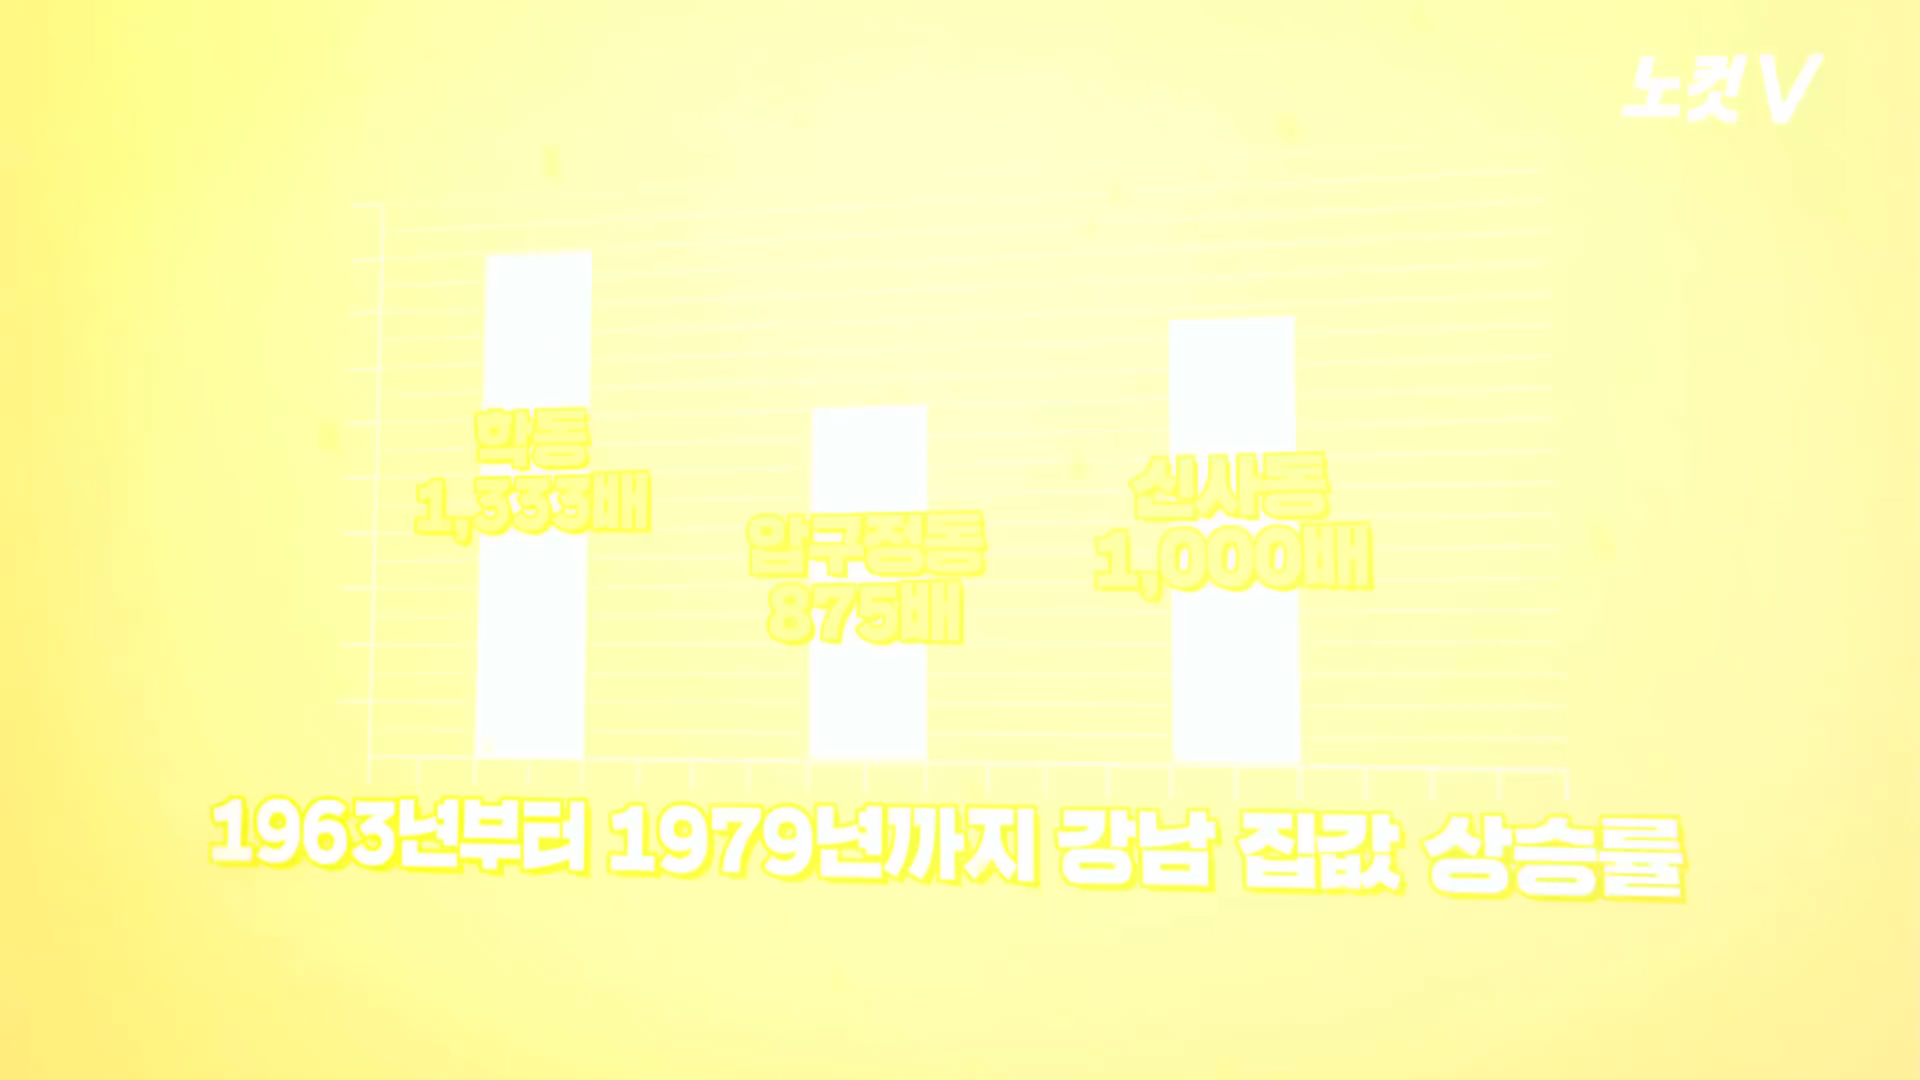 노컷V
학동
1,333배
압구정동
875배
신사동
1,000배
1963년부터 1979년까지 강남 집값 상승률